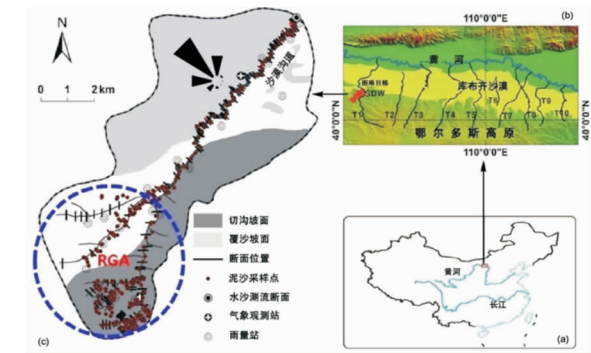 (c)
N
0 1 2 km
沙漠沟道
RGA
切沟坡面
覆沙坡面
断面位置
泥沙采样点
水沙测流断面
气象观测站
雨量站
110°0'0"E
(b)
黄 河
库布齐沙漠
SDW
T1 T2 T3 T4 T5 T6 T7 T8 T9 T10
鄂尔多斯高原
40°0'0"N
40°0'0"N
110°0'0"E
黄河
长江
(a)